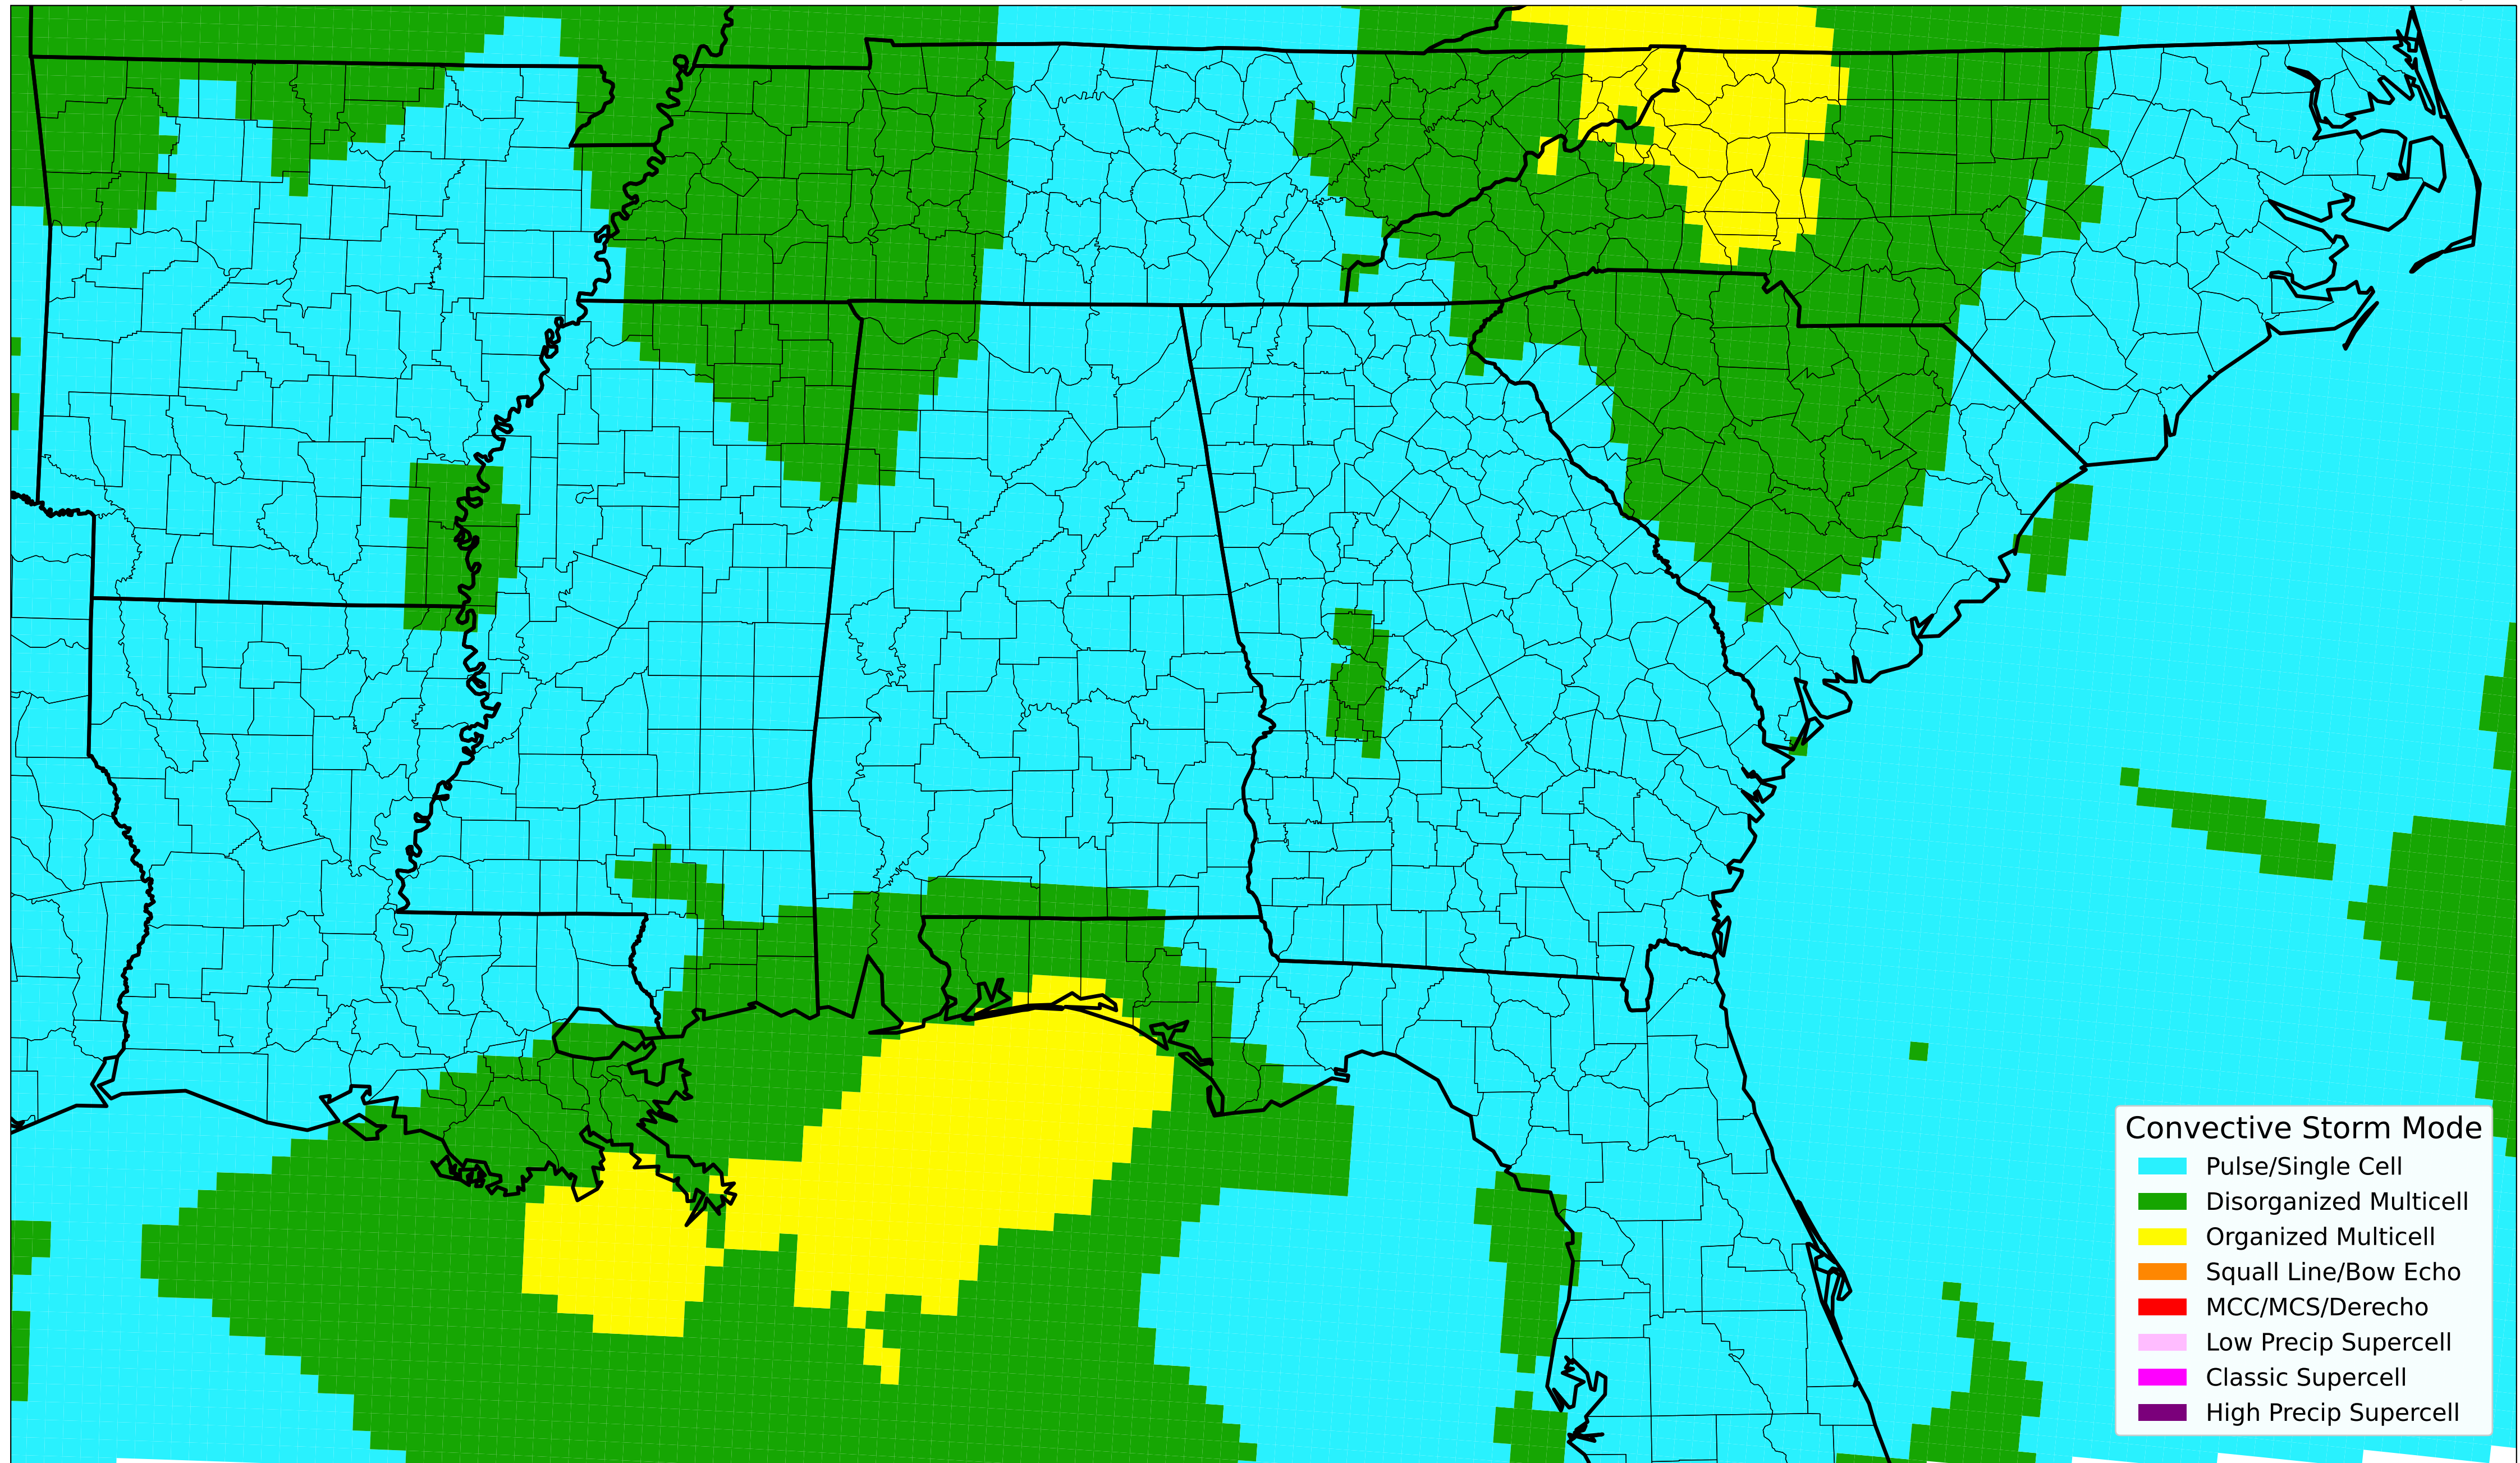 Convective Storm Mode
Pulse/Single Cell
Disorganized Multicell
Organized Multicell
Squall Line/Bow Echo
MCC/MCS/Derecho
Low Precip Supercell
Classic Supercell
High Precip Supercell